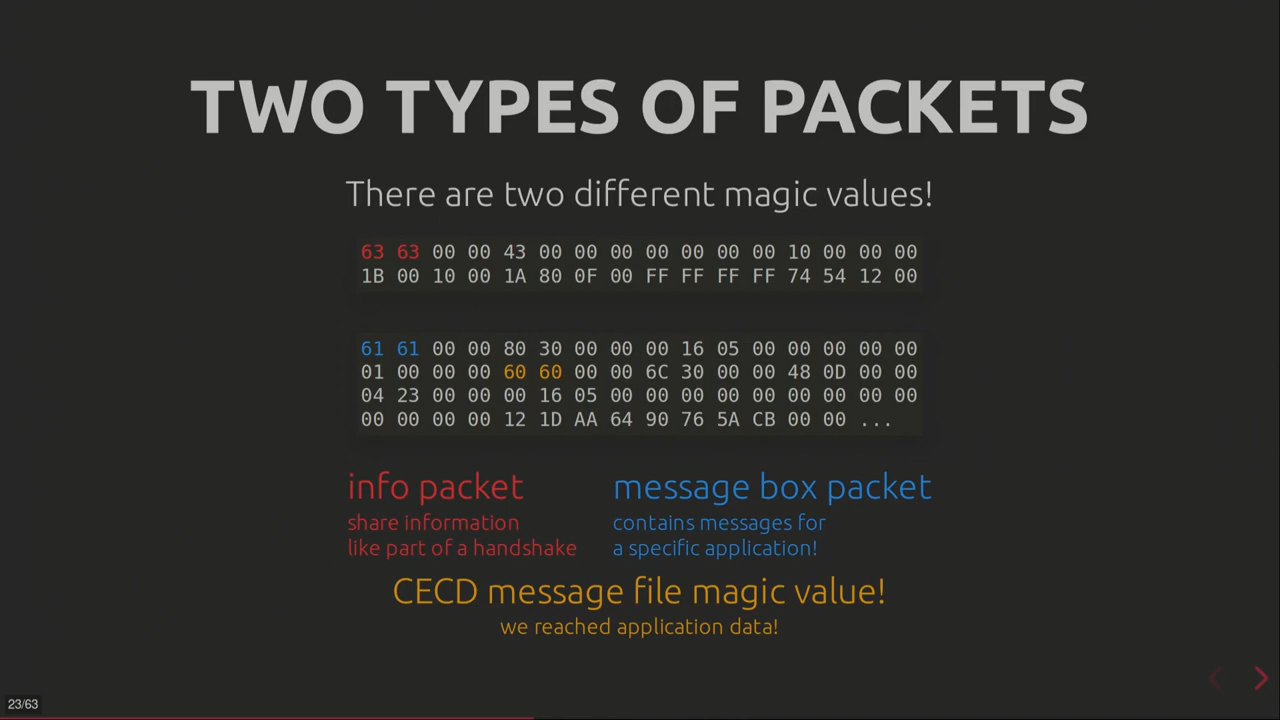 TWO TYPES OF PACKETS
There are two different magic values!
63 63 00 00 43 00 00 00 00 00 00 00 10 00 00 00
1B 00 10 00 1A 80 0F 00 FF FF FF FF 74 54 12 00
61 61 00 00 80 30 00 00 00 16 05 00 00 00 00 00
01 00 00 00 60 60 00 00 6C 30 00 00 48 0D 00 00
04 23 00 00 00 16 05 00 00 00 00 00 00 00 00 00
00 00 00 00 12 1D AA 64 90 76 5A CB 00 00 ...
info packet
share information
like part of a handshake
message box packet
contains messages for
a specific application!
CECD message file magic value!
we reached application data!
23/63